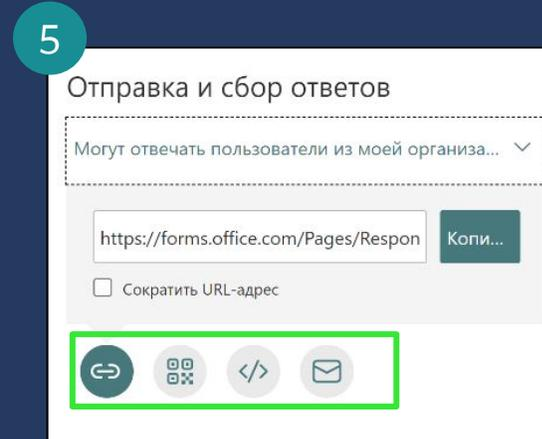 5
Отправка и сбор ответов
Могут отвечать пользователи из моей организа...
https://forms.office.com/Pages/Respon
Копи...
Сократить URL-адрес